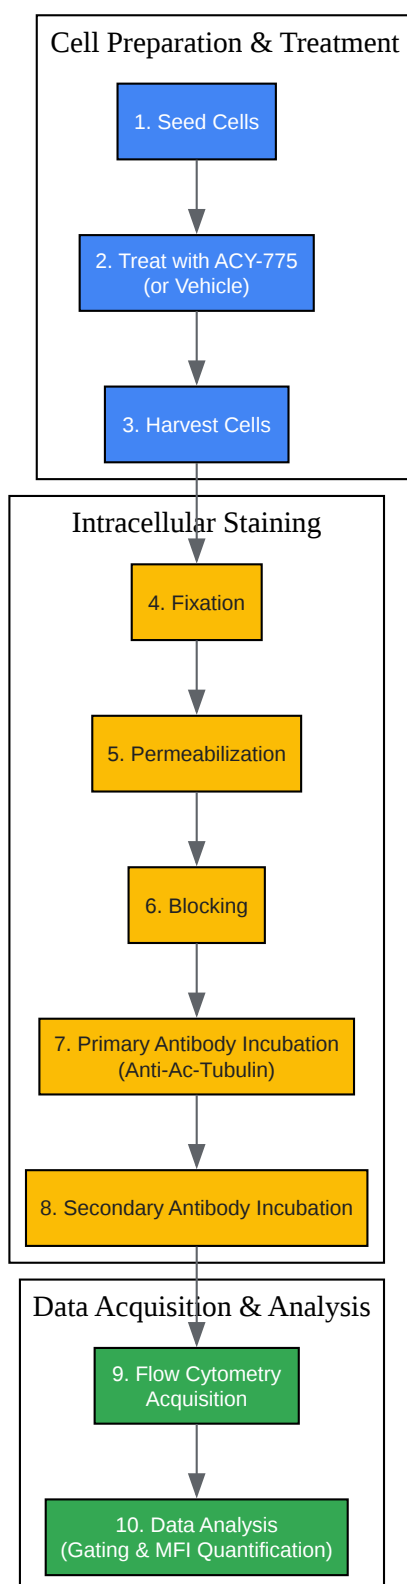 Cell Preparation & Treatment
1. Seed Cells
2. Treat with ACY-775
(or Vehicle)
3. Harvest Cells
Intracellular Staining
4. Fixation
5. Permeabilization
6. Blocking
7. Primary Antibody Incubation
(Anti-Ac-Tubulin)
8. Secondary Antibody Incubation
Data Acquisition & Analysis
9. Flow Cytometry
Acquisition
10. Data Analysis
(Gating & MFI Quantification)